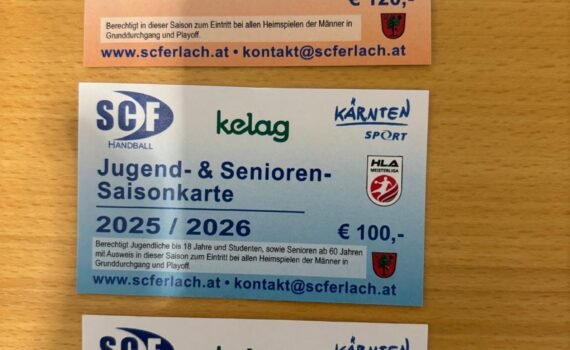 € 120,-
Berechtigt in dieser Saison zum Eintritt bei allen Heimspielen der Männer in
Grunddurchgang und Playoff.
www.scferlach.at • kontakt@scferlach.at
SCF
HANDBALL
kelag
KÄRNTEN
SPORT
Jugend- & Senioren-
Saisonkarte
HLA
MEISTERLIGA
2025 / 2026
€ 100,-
Berechtigt Jugendliche bis 18 Jahre und Studenten, sowie Senioren ab 60 Jahren
mit Ausweis in dieser Saison zum Eintritt bei allen Heimspielen der Männer in
Grunddurchgang und Playoff.
www.scferlach.at • kontakt@scferlach.at
SCF
KÄRNTEN